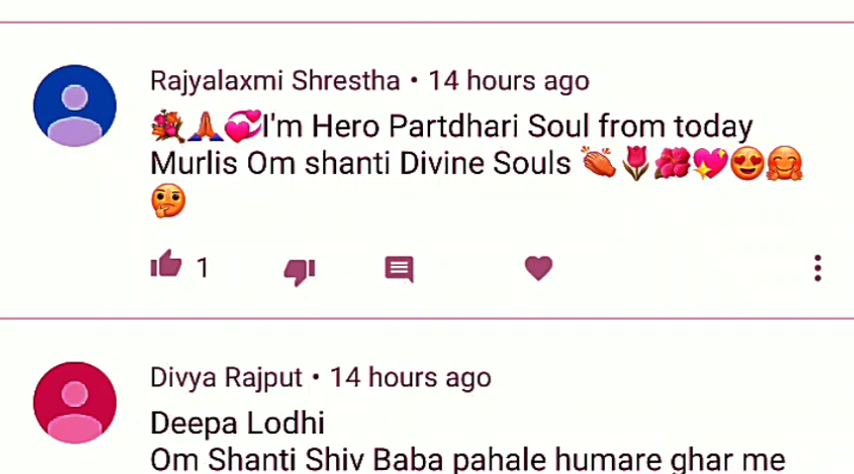 Rajyalaxmi Shrestha • 14 hours ago
💐🙏💞I'm Hero Partdhari Soul from today
Murlis Om shanti Divine Souls 👏🌷🌺💖😍🤗
🤔
1
Divya Rajput • 14 hours ago
Deepa Lodhi
Om Shanti Shiv Baba pahale humare ghar me